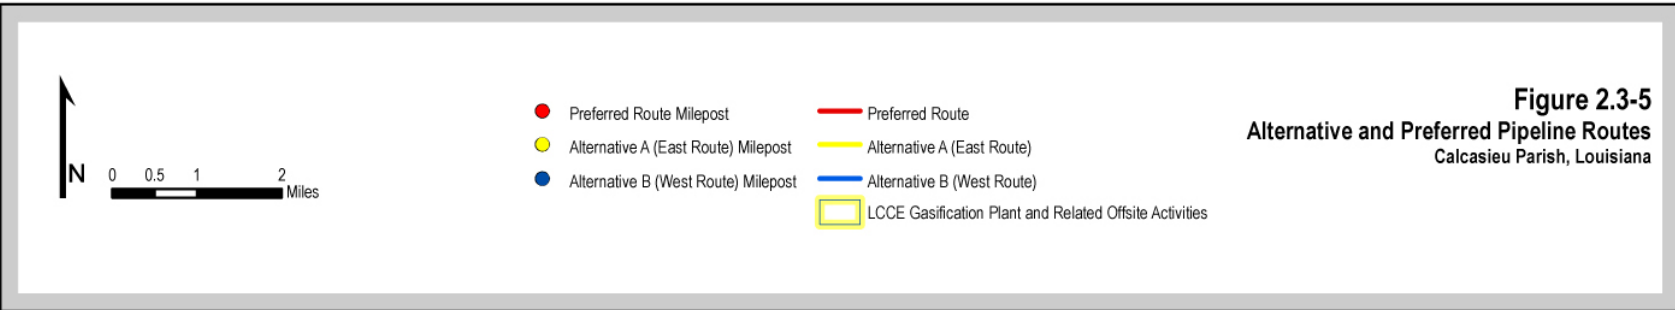 N
0 0.5 1 2
Miles
Preferred Route Milepost
Alternative A (East Route) Milepost
Alternative B (West Route) Milepost
Preferred Route
Alternative A (East Route)
Alternative B (West Route)
LCCE Gasification Plant and Related Offsite Activities
Figure 2.3-5
Alternative and Preferred Pipeline Routes
Calcasieu Parish, Louisiana